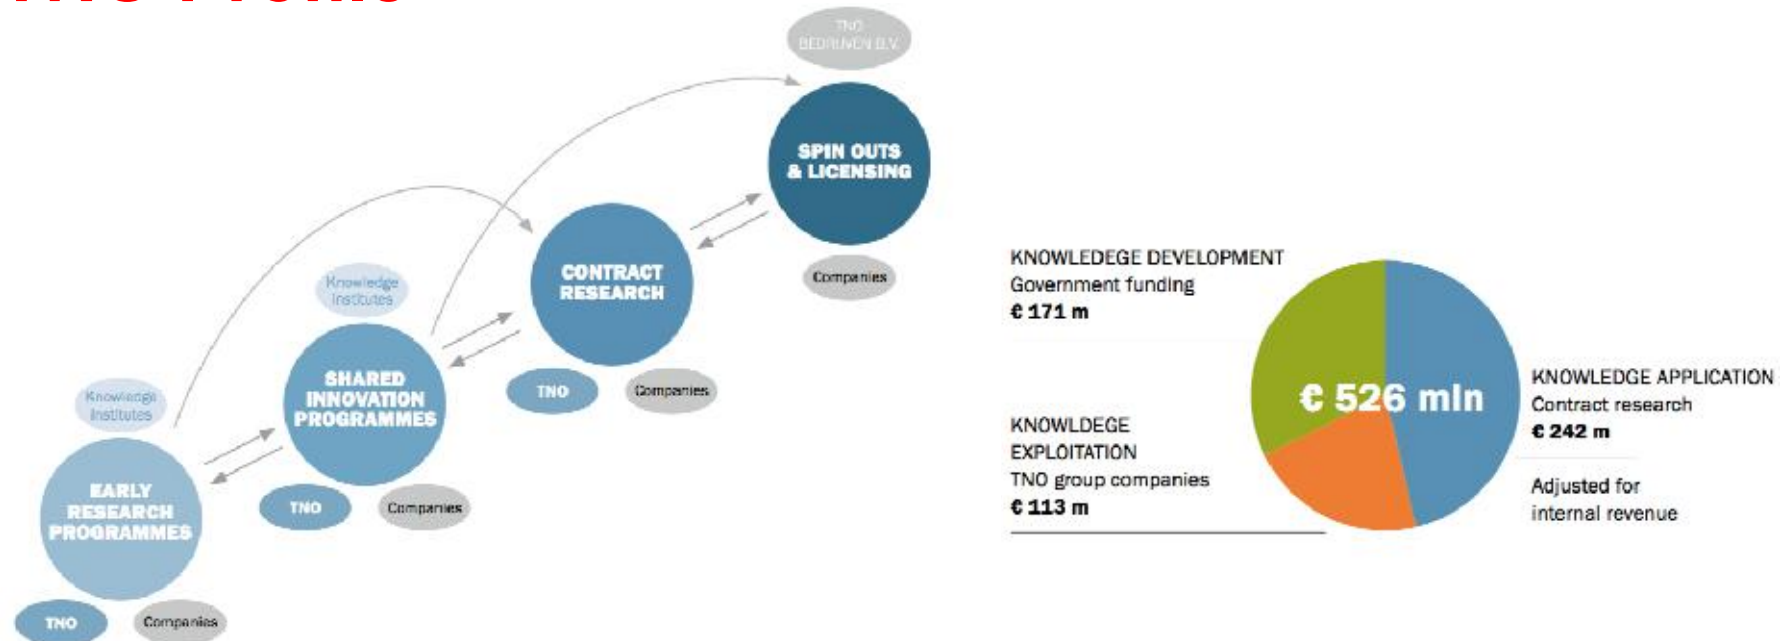 TNO
BEDRIJVEN B.V.
SPIN OUTS
& LICENSING
Companies
CONTRACT
RESEARCH
TNO
Companies
Knowledge
Institutes
SHARED
INNOVATION
PROGRAMMES
TNO
Companies
Knowledge
Institutes
EARLY
RESEARCH
PROGRAMMES
TNO
Companies
KNOWLEDEGE DEVELOPMENT
Government funding
€ 171 m
KNOWLDEGE
EXPLOITATION
TNO group companies
€ 113 m
€ 526 mln
KNOWLEDGE APPLICATION
Contract research
€ 242 m
Adjusted for
internal revenue